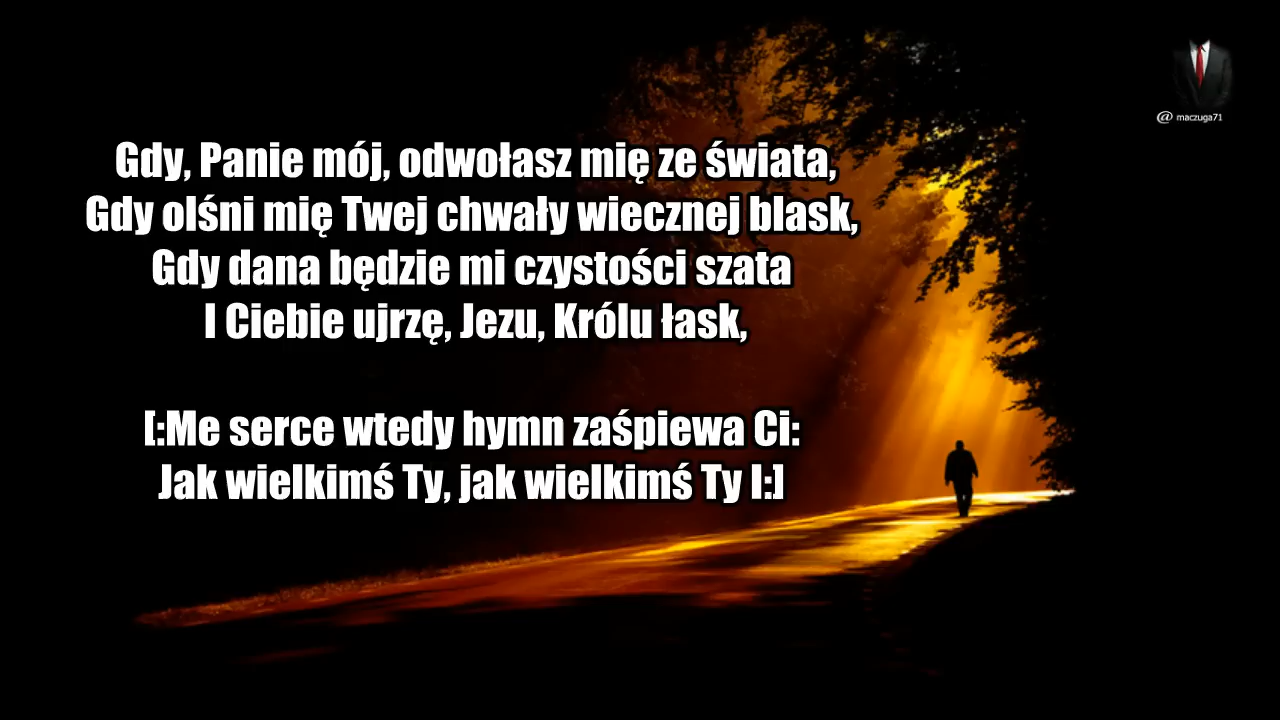 Gdy, Panie mój, odwołasz mię ze świata,
Gdy olśni mię Twej chwały wiecznej blask,
Gdy dana będzie mi czystości szata
I Ciebie ujrzę, Jezu, Królu łask,
[:Me serce wtedy hymn zaśpiewa Ci:
Jak wielkimś Ty, jak wielkimś Ty I:]
@ maczuga71